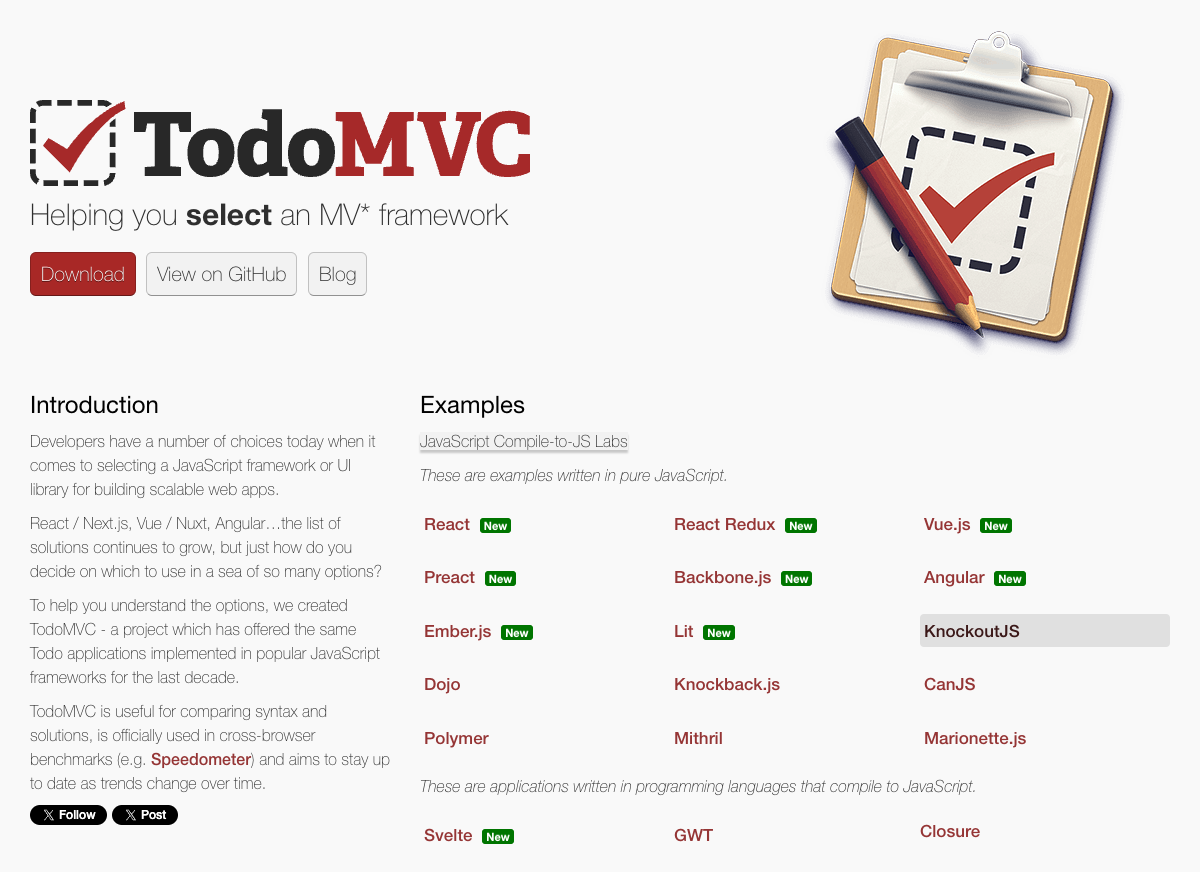 TodoMVC
Helping you select an MV* framework
Download
View on GitHub
Blog
Introduction
Developers have a number of choices today when it
comes to selecting a JavaScript framework or UI
library for building scalable web apps.
React / Next.js, Vue / Nuxt, Angular…the list of
solutions continues to grow, but just how do you
decide on which to use in a sea of so many options?
To help you understand the options, we created
TodoMVC - a project which has offered the same
Todo applications implemented in popular JavaScript
frameworks for the last decade.
TodoMVC is useful for comparing syntax and
solutions, is officially used in cross-browser
benchmarks (e.g. Speedometer) and aims to stay up
to date as trends change over time.
𝕏 Follow
𝕏 Post
Examples
JavaScript Compile-to-JS Labs
These are examples written in pure JavaScript.
React New
React Redux New
Vue.js New
Preact New
Backbone.js New
Angular New
Ember.js New
Lit New
KnockoutJS
Dojo
Knockback.js
CanJS
Polymer
Mithril
Marionette.js
These are applications written in programming languages that compile to JavaScript.
Svelte New
GWT
Closure